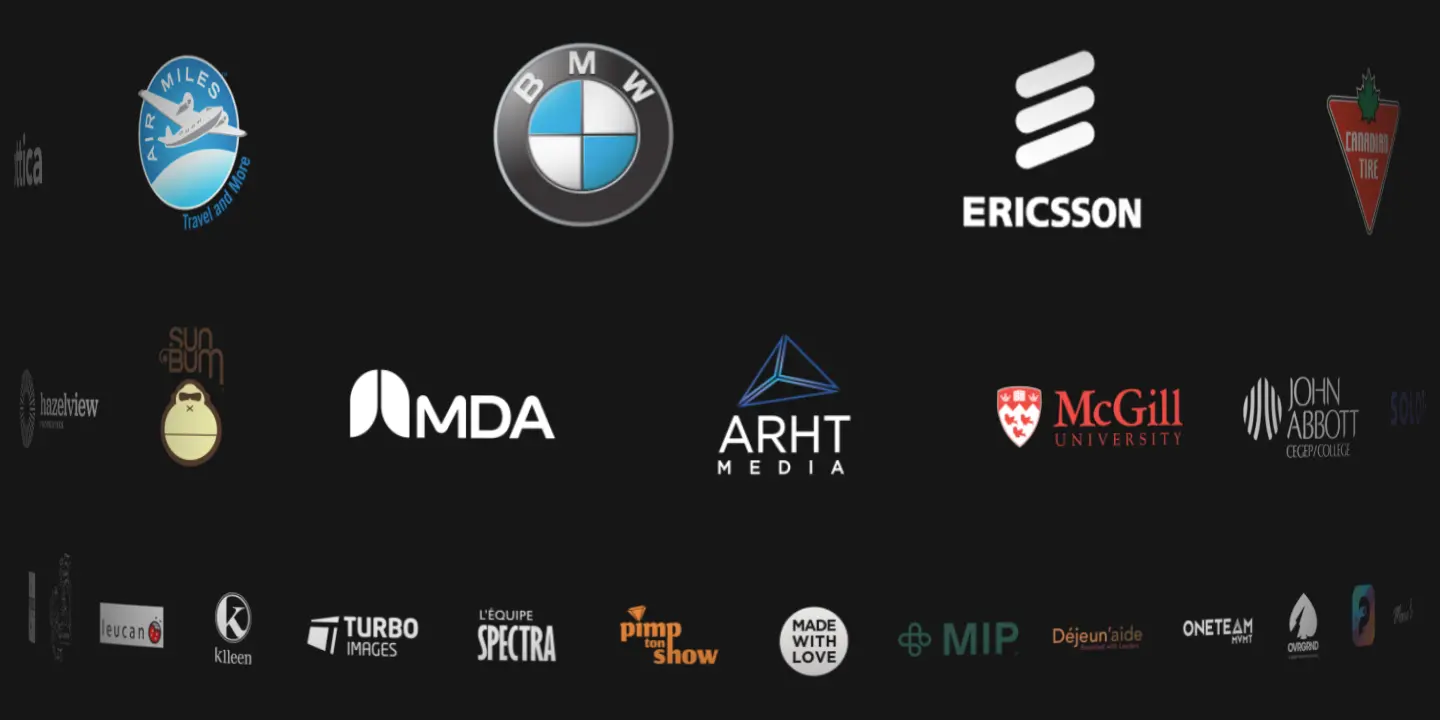 AIR MILES
Travel and More
BMW
ERICSSON
CANADIAN
TIRE
hazelview
SUN
BUM
MDA
ARHT
MEDIA
McGill
UNIVERSITY
JOHN
ABBOTT
CEGEP/COLLEGE
leucan
k
kileen
TURBO
IMAGES
L'ÉQUIPE
SPECTRA
pimp
ton
show
MADE
WITH
LOVE
MIP
Déjeun'aide
ONETEAM
MVMT
OVRGRND